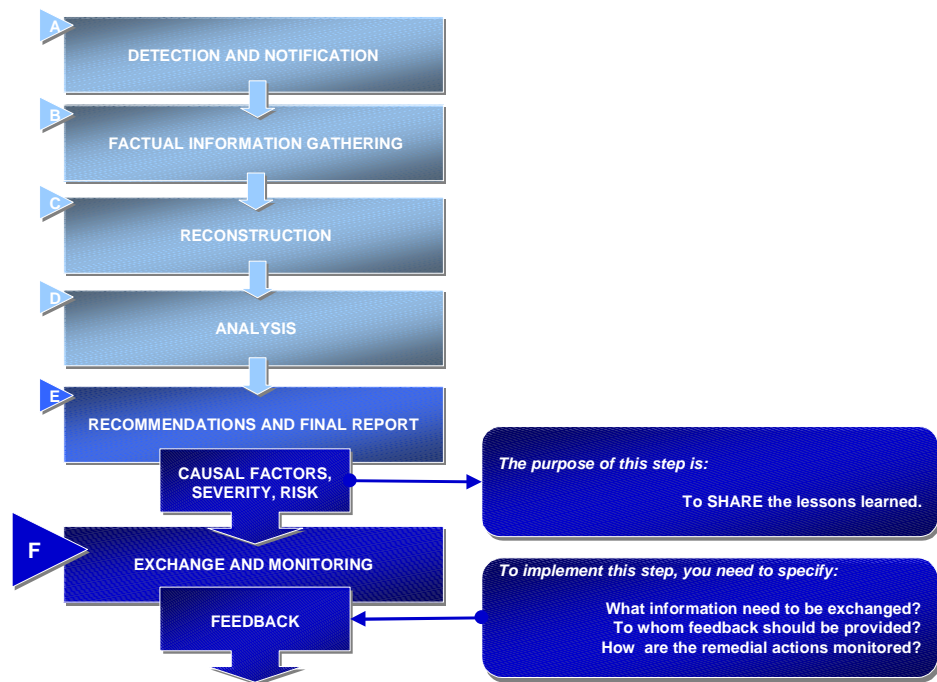 A
DETECTION AND NOTIFICATION
B
FACTUAL INFORMATION GATHERING
C
RECONSTRUCTION
D
ANALYSIS
E
RECOMMENDATIONS AND FINAL REPORT
CAUSAL FACTORS,
SEVERITY, RISK
The purpose of this step is:
To SHARE the lessons learned.
F
EXCHANGE AND MONITORING
FEEDBACK
To implement this step, you need to specify:
What information need to be exchanged?
To whom feedback should be provided?
How are the remedial actions monitored?